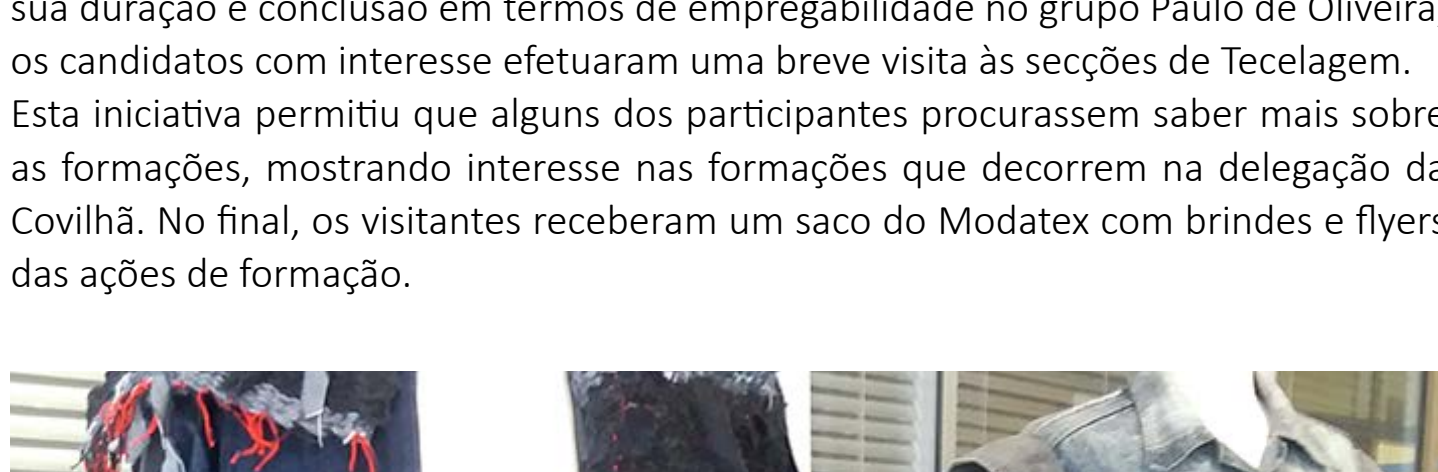 sua duração e conclusão em termos de empregabilidade no grupo Paulo de Oliveira,
os candidatos com interesse efetuaram uma breve visita às secções de Tecelagem.
Esta iniciativa permitiu que alguns dos participantes procurassem saber mais sobre
as formações, mostrando interesse nas formações que decorrem na delegação da
Covilhã. No final, os visitantes receberam um saco do Modatex com brindes e flyers
das ações de formação.